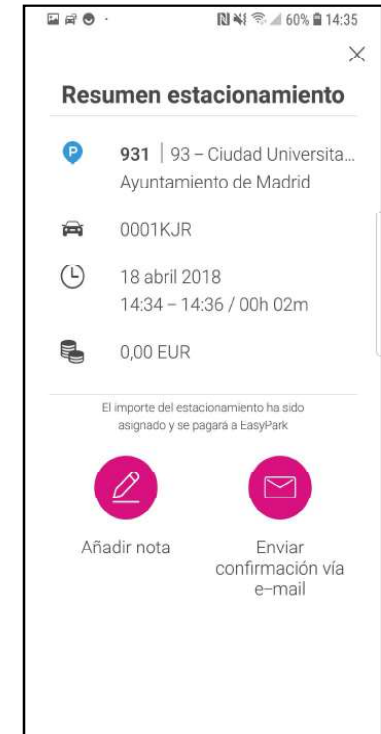 60% 14:35
Resumen estacionamiento
P
931 | 93 – Ciudad Universita...
Ayuntamiento de Madrid
0001KJR
18 abril 2018
14:34 – 14:36 / 00h 02m
0,00 EUR
El importe del estacionamiento ha sido
asignado y se pagará a EasyPark
Añadir nota
Enviar
confirmación vía
e–mail